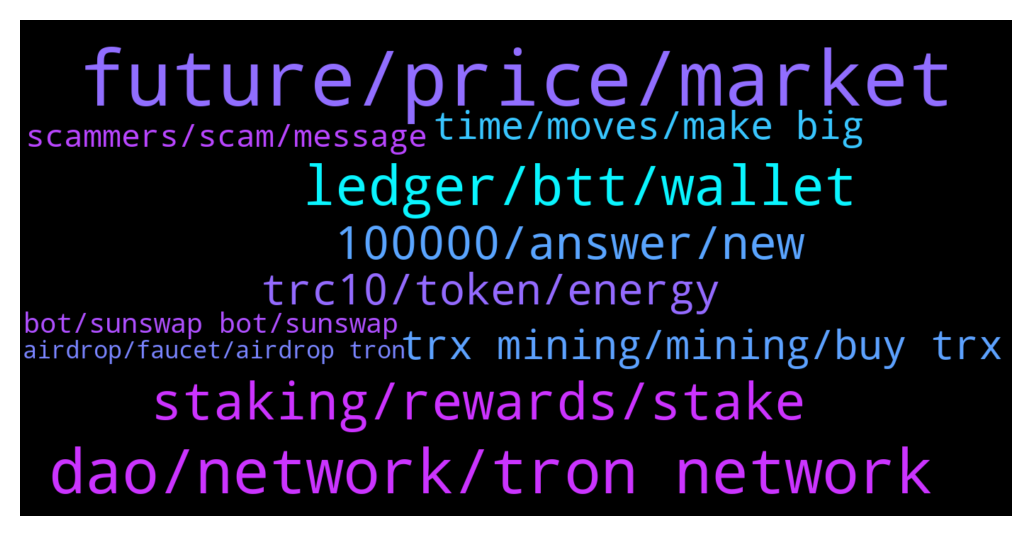 future/price/market
scammers/scam/message
time/moves/make big
ledger/btt/wallet
100000/answer/new
trc10/token/energy
bot/sunswap bot/sunswap
airdrop/faucet/airdrop tron
trx mining/mining/buy trx
staking/rewards/stake
dao/network/tron network